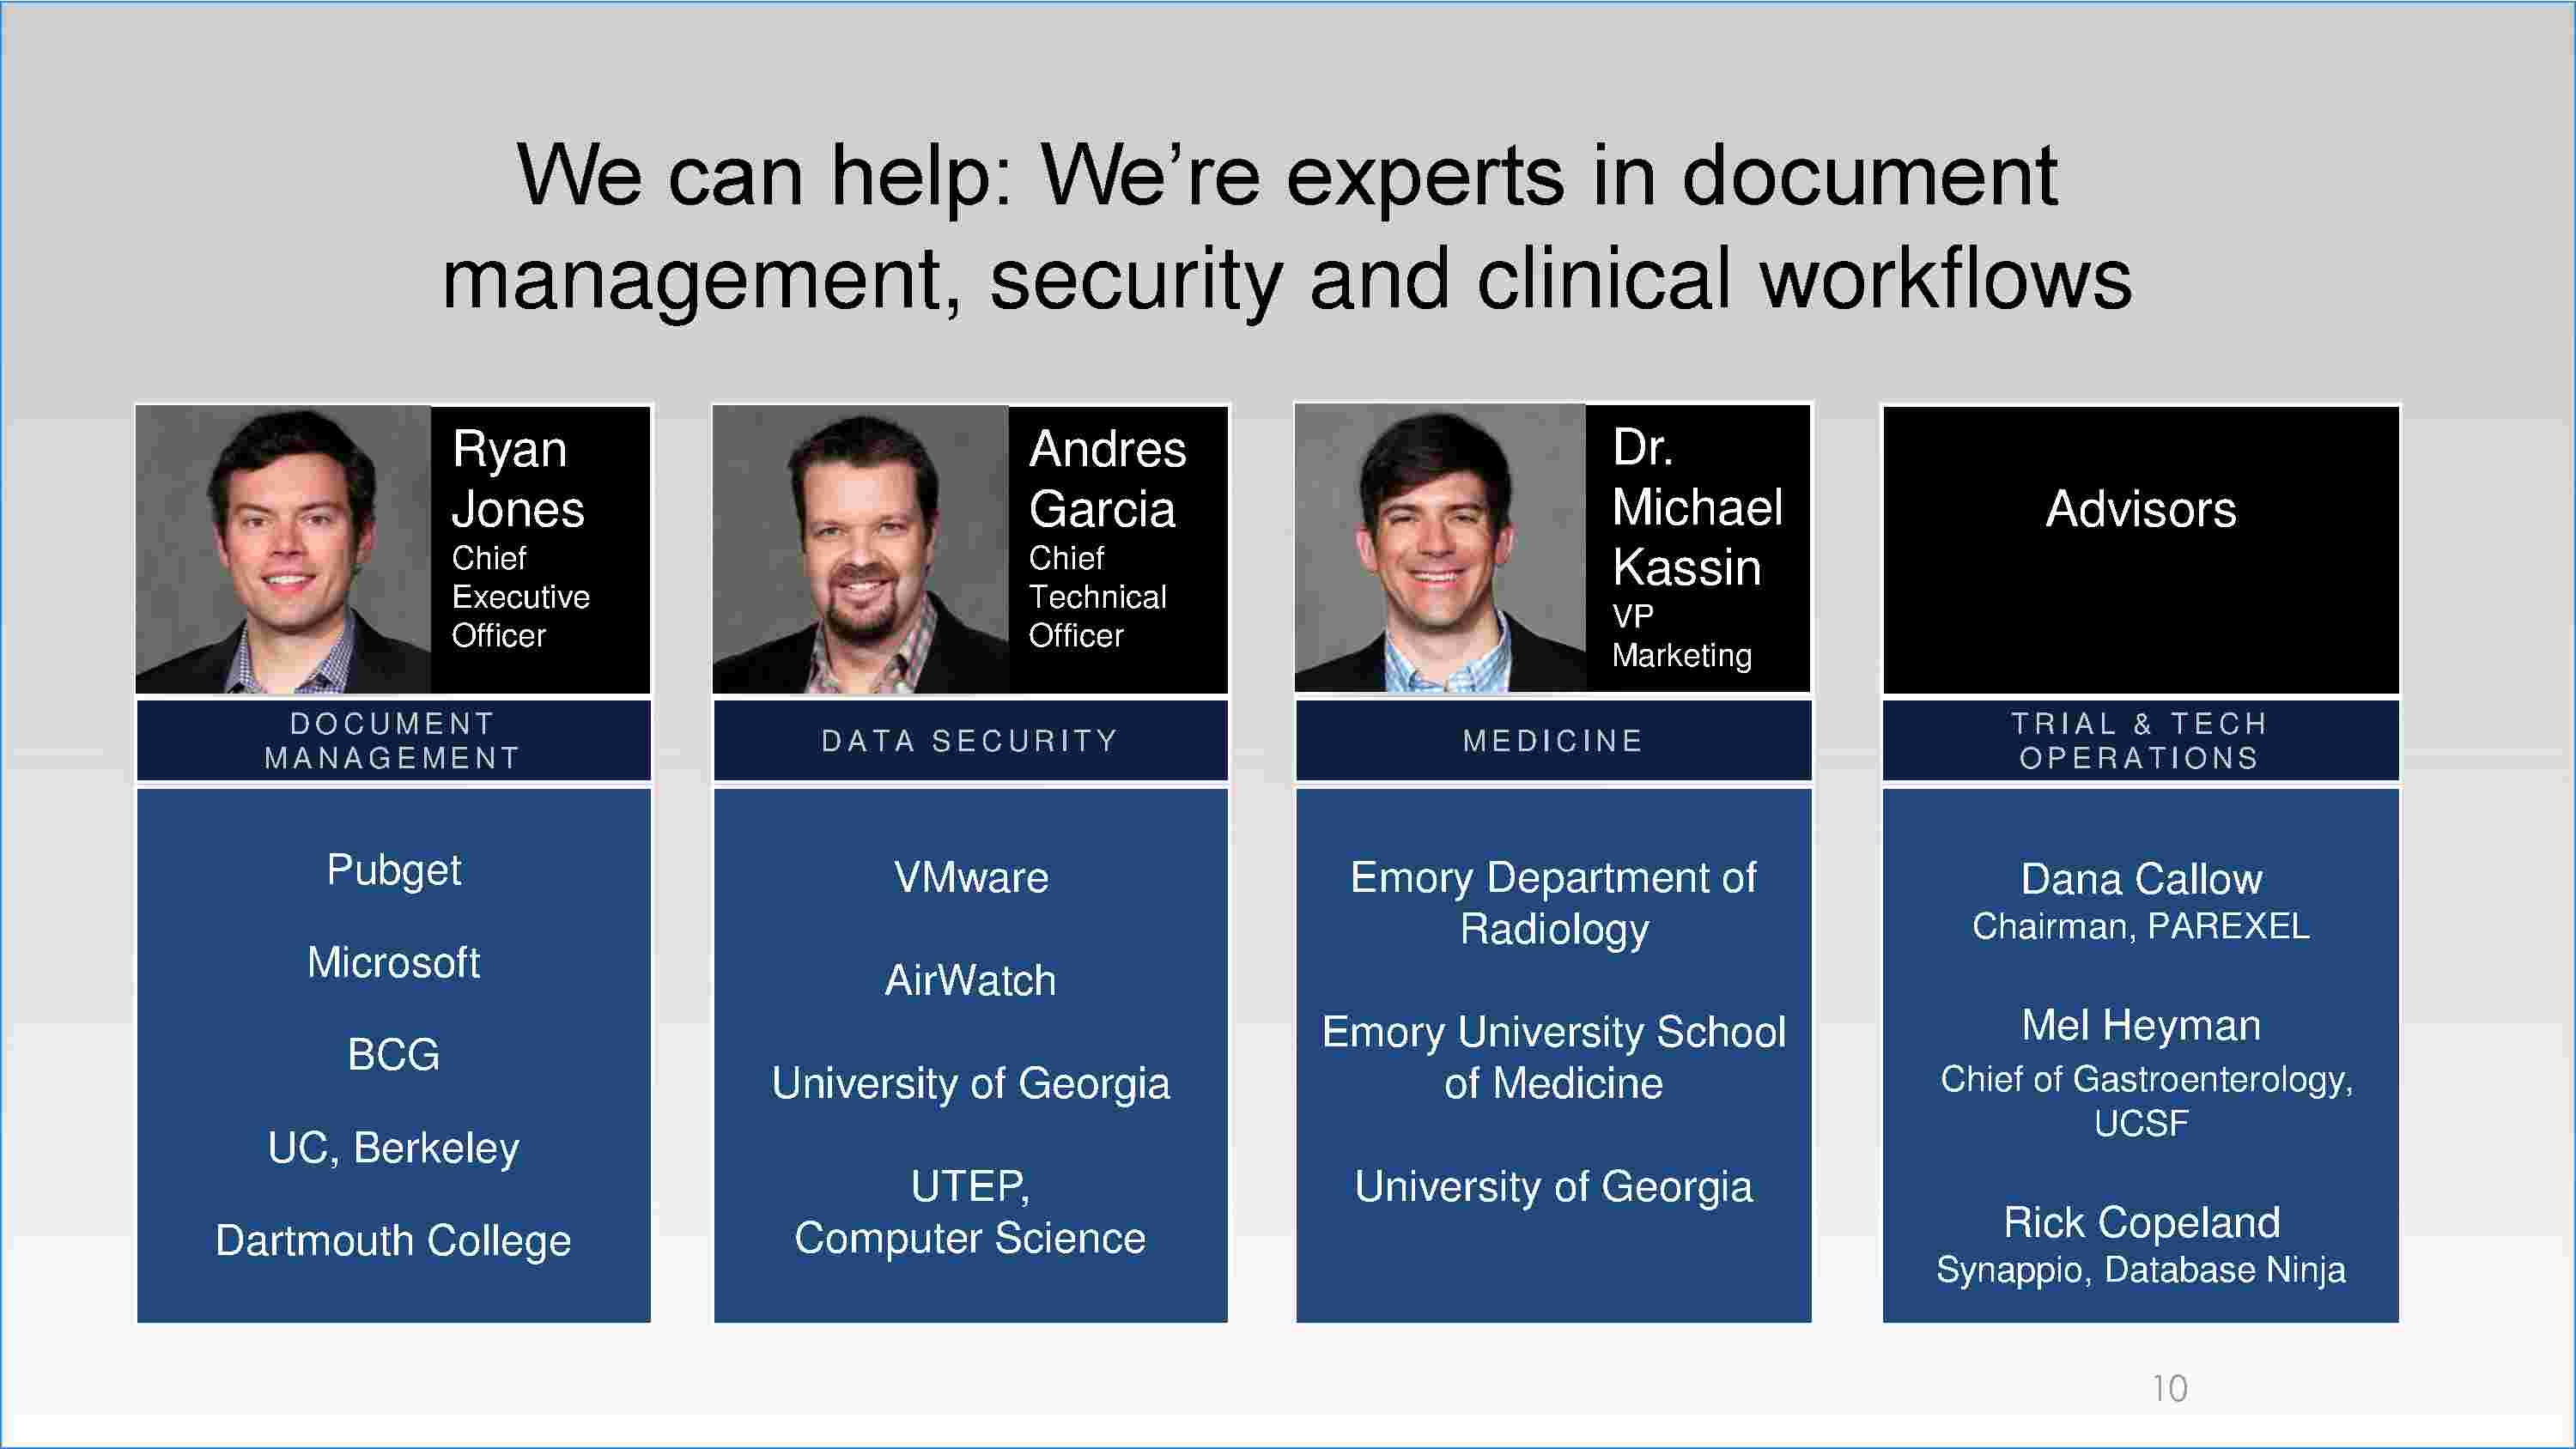 We can help: We’re experts in document
management, security and clinical workflows
Ryan
Jones
Chief
Executive
Officer
DOCUMENT
MANAGEMENT
Pubget
Microsoft
BCG
UC, Berkeley
Dartmouth College
Andres
Garcia
Chief
Technical
Officer
DATA SECURITY
VMware
AirWatch
University of Georgia
UTEP,
Computer Science
Dr.
Michael
Kassin
VP
Marketing
MEDICINE
Emory Department of
Radiology
Emory University School
of Medicine
University of Georgia
Advisors
TRIAL & TECH
OPERATIONS
Dana Callow
Chairman, PAREXEL
Mel Heyman
Chief of Gastroenterology,
UCSF
Rick Copeland
Synappio, Database Ninja
10